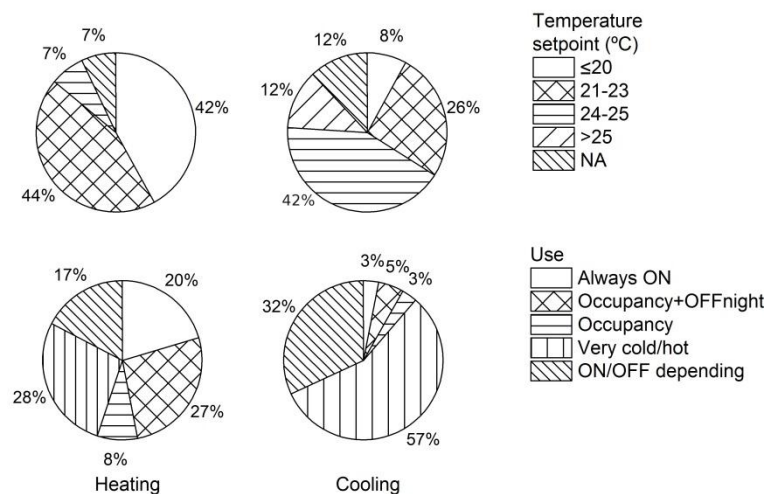 7%
7%
42%
44%
12%
8%
12%
26%
42%
Temperature
setpoint (ºC)
≤20
21-23
24-25
>25
NA
17%
20%
28%
27%
8%
Heating
3%
5%
3%
32%
57%
Cooling
Use
Always ON
Occupancy+OFFnight
Occupancy
Very cold/hot
ON/OFF depending